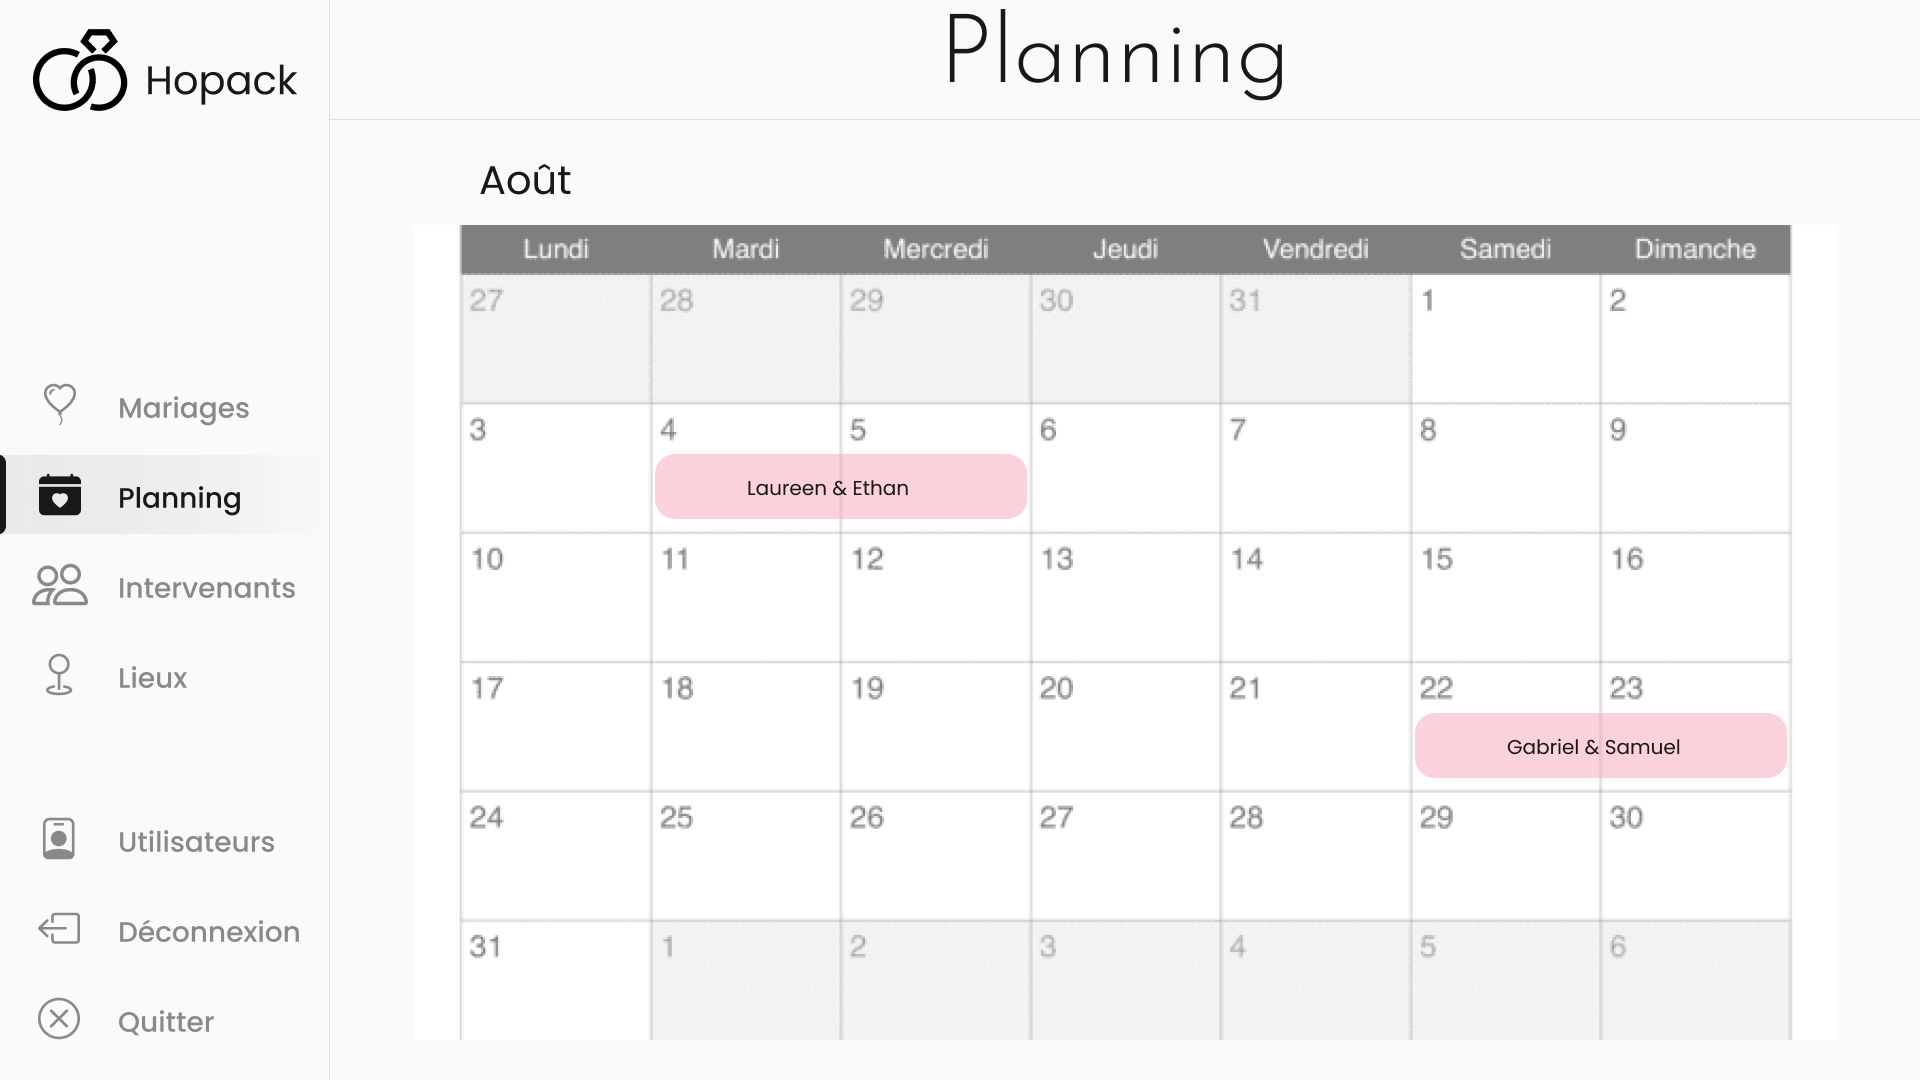 Hopack
Mariages
Planning
Intervenants
Lieux
Utilisateurs
Déconnexion
Quitter
Planning
Août
Lundi Mardi Mercredi Jeudi Vendredi Samedi Dimanche
27 28 29 30 31 1 2
3 4 5 6 7 8 9
Laureen & Ethan
10 11 12 13 14 15 16
17 18 19 20 21 22 23
Gabriel & Samuel
24 25 26 27 28 29 30
31 1 2 3 4 5 6